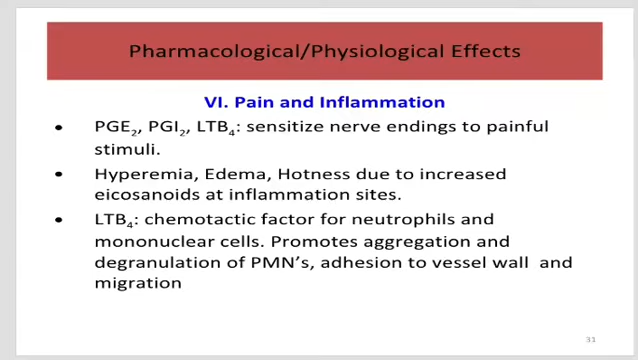 Pharmacological/Physiological Effects
VI. Pain and Inflammation
• PGE₂, PGI₂, LTB₄: sensitize nerve endings to painful
stimuli.
• Hyperemia, Edema, Hotness due to increased
eicosanoids at inflammation sites.
• LTB₄: chemotactic factor for neutrophils and
mononuclear cells. Promotes aggregation and
degranulation of PMN's, adhesion to vessel wall and
migration
31